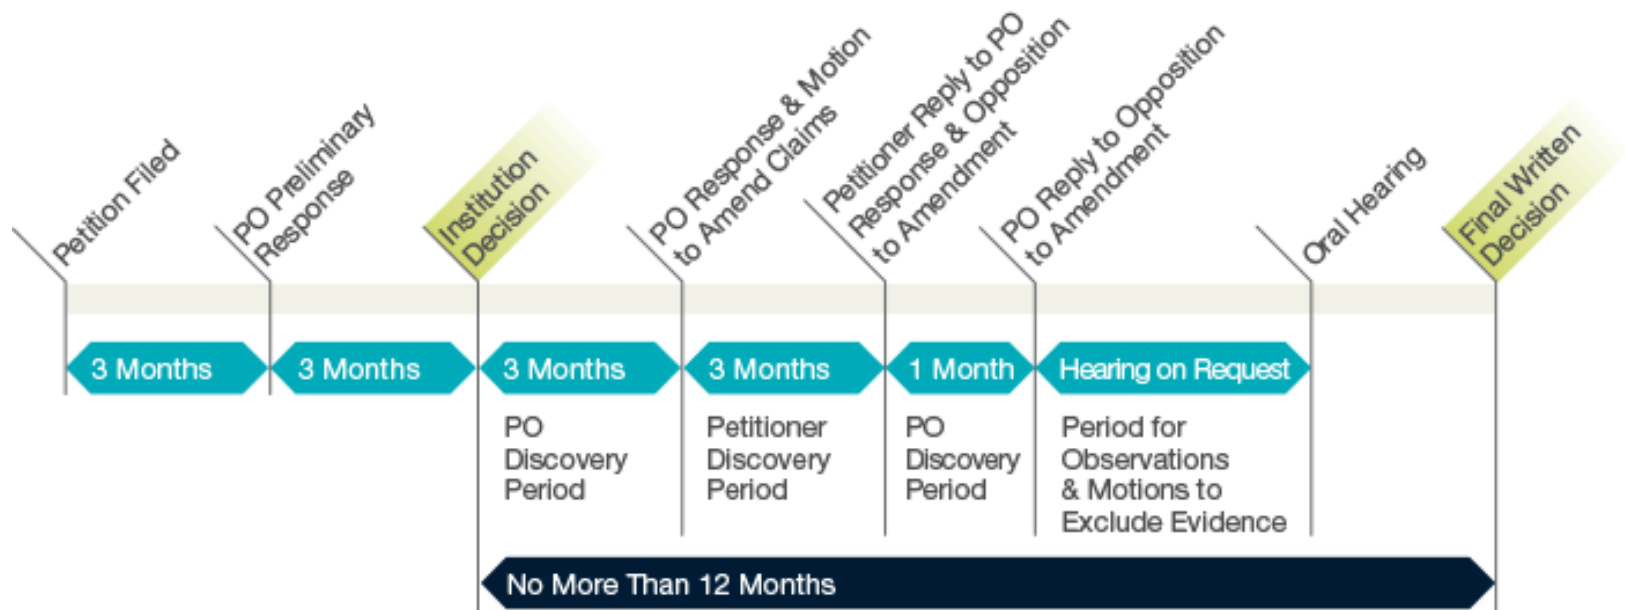 Petition Filed
PO Preliminary
Response
Institution
Decision
PO Response & Motion
to Amend Claims
Petitioner Reply to PO
Response & Opposition
to Amendment
PO Reply to Opposition
to Amendment
Oral Hearing
Final Written
Decision
3 Months
3 Months
3 Months
3 Months
1 Month
Hearing on Request
PO
Discovery
Period
Petitioner
Discovery
Period
PO
Discovery
Period
Period for
Observations
& Motions to
Exclude Evidence
No More Than 12 Months